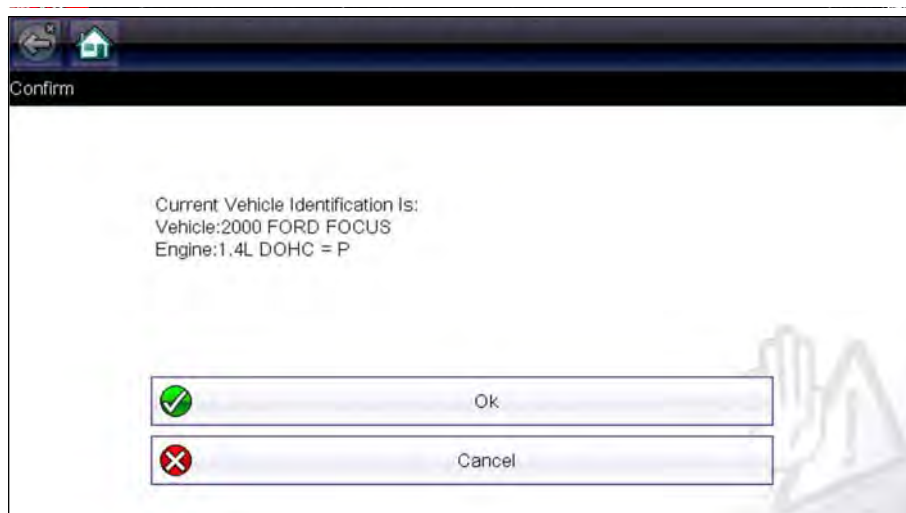 Confirm
Current Vehicle Identification Is:
Vehicle:2000 FORD FOCUS
Engine:1.4L DOHC = P
Ok
Cancel